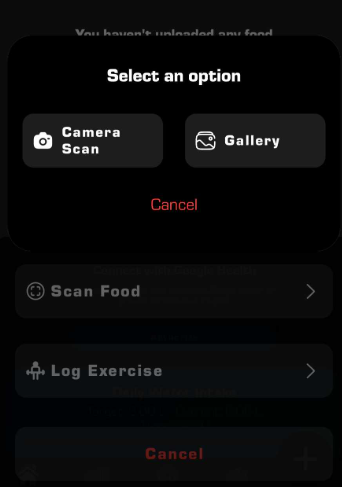 You haven't uploaded any food
Select an option
Camera
Scan
Gallery
Cancel
Scan Food
Log Exercise
Cancel